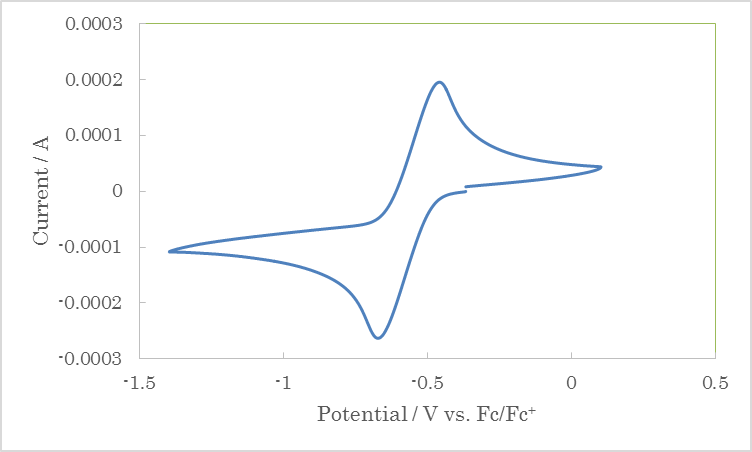 0.0003
0.0002
0.0001
0
-0.0001
-0.0002
-0.0003
Current / A
-1.5 -1 -0.5 0 0.5
Potential / V vs. Fc/Fc⁺